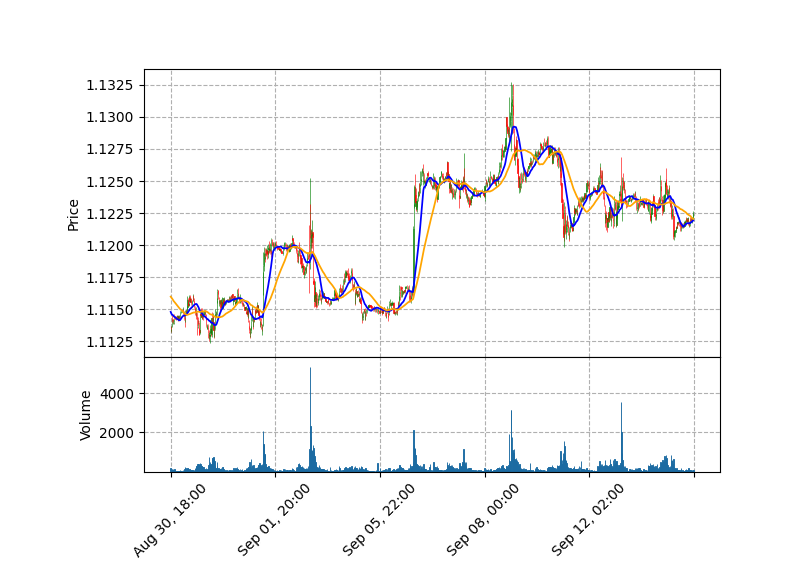 1.1325
1.1300
1.1275
1.1250
1.1225
1.1200
1.1175
1.1150
1.1125
Price
4000
2000
Volume
Aug 30, 18:00
Sep 01, 20:00
Sep 05, 22:00
Sep 08, 00:00
Sep 12, 02:00